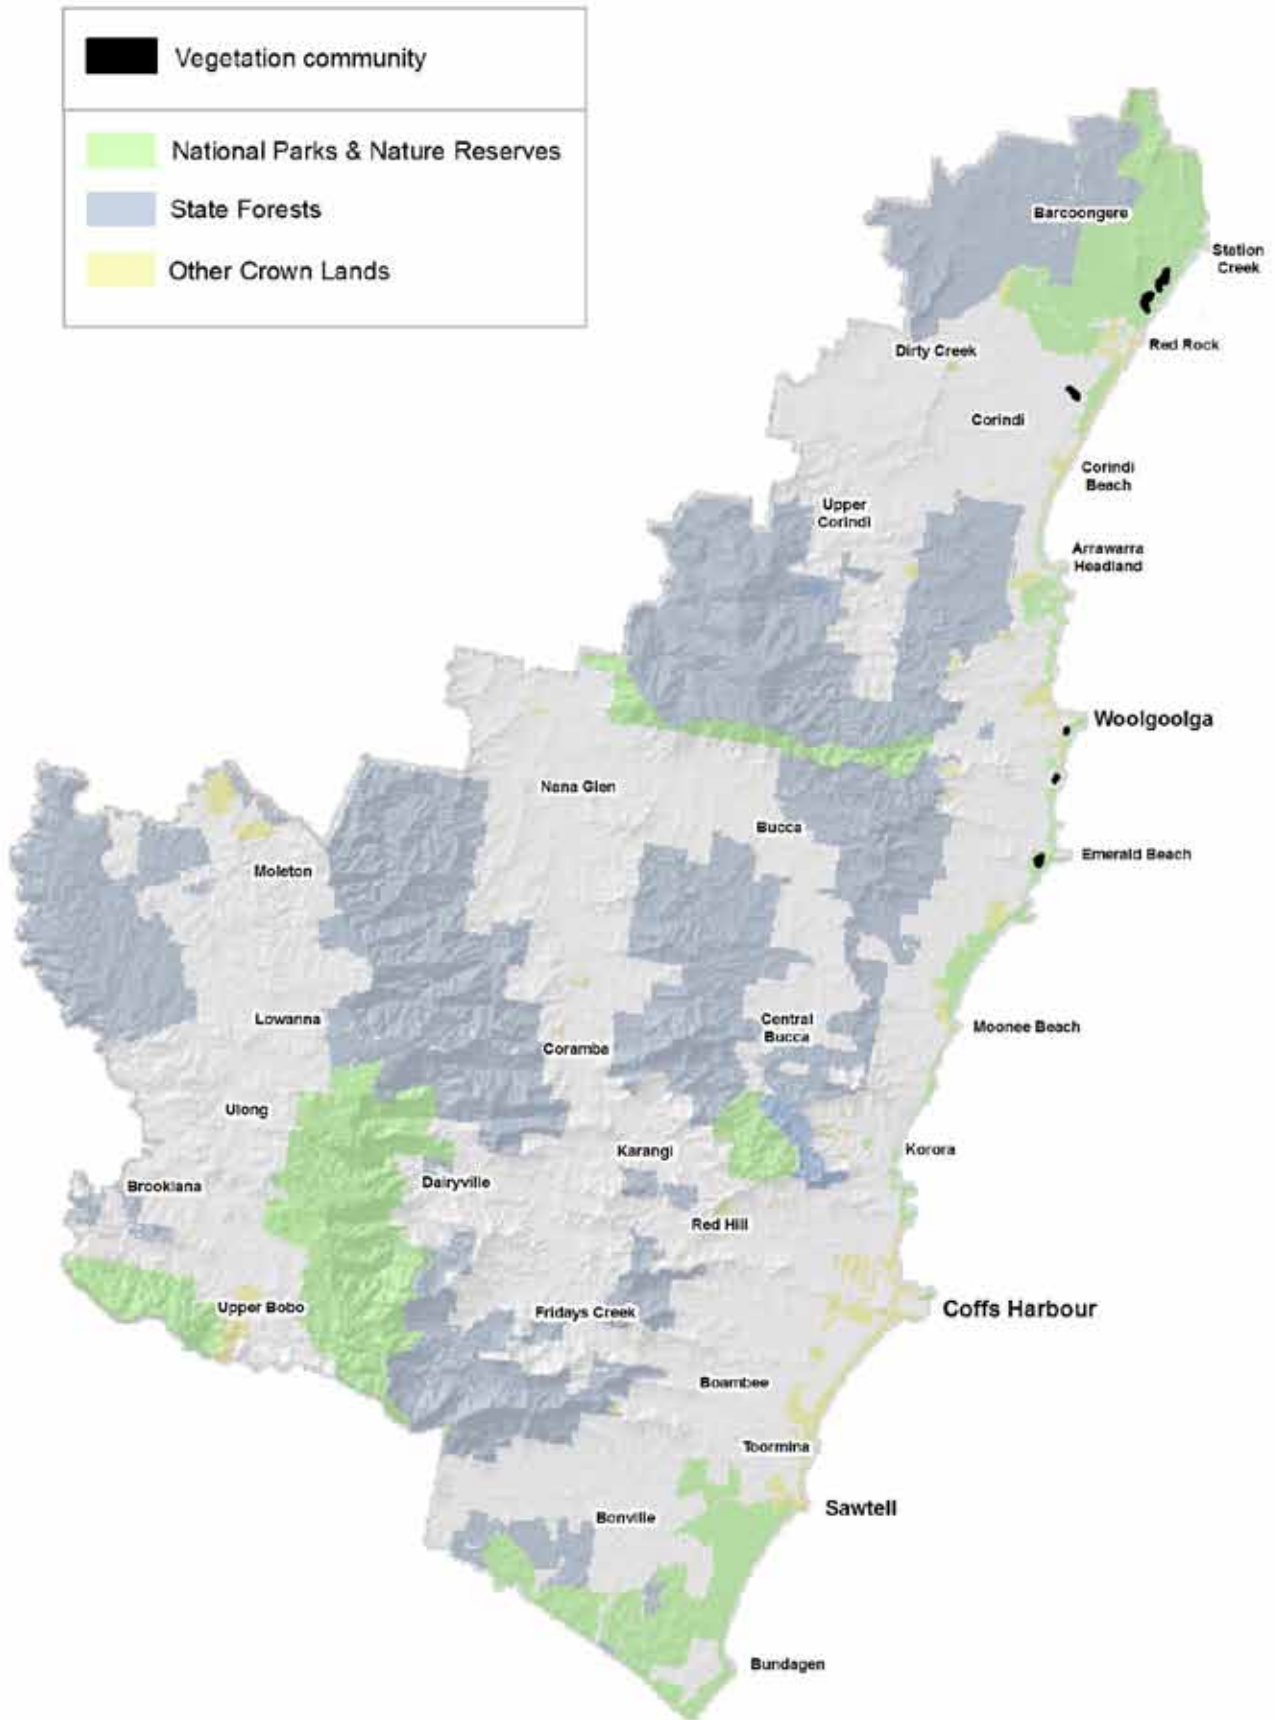 Vegetation community
National Parks & Nature Reserves
State Forests
Other Crown Lands
Barcoongere
Station
Creek
Red Rock
Dirty Creek
Corindi
Corindi
Beach
Upper
Corindi
Arrawarra
Headland
Woolgoolga
Nana Glen
Bucca
Emerald Beach
Moleton
Lowanna
Central
Bucca
Moonee Beach
Coramba
Ulong
Karangi
Korora
Brooklana
Dairyville
Red Hill
Upper Bobo
Fridays Creek
Coffs Harbour
Boambee
Toormina
Sawtell
Bonville
Bundagen